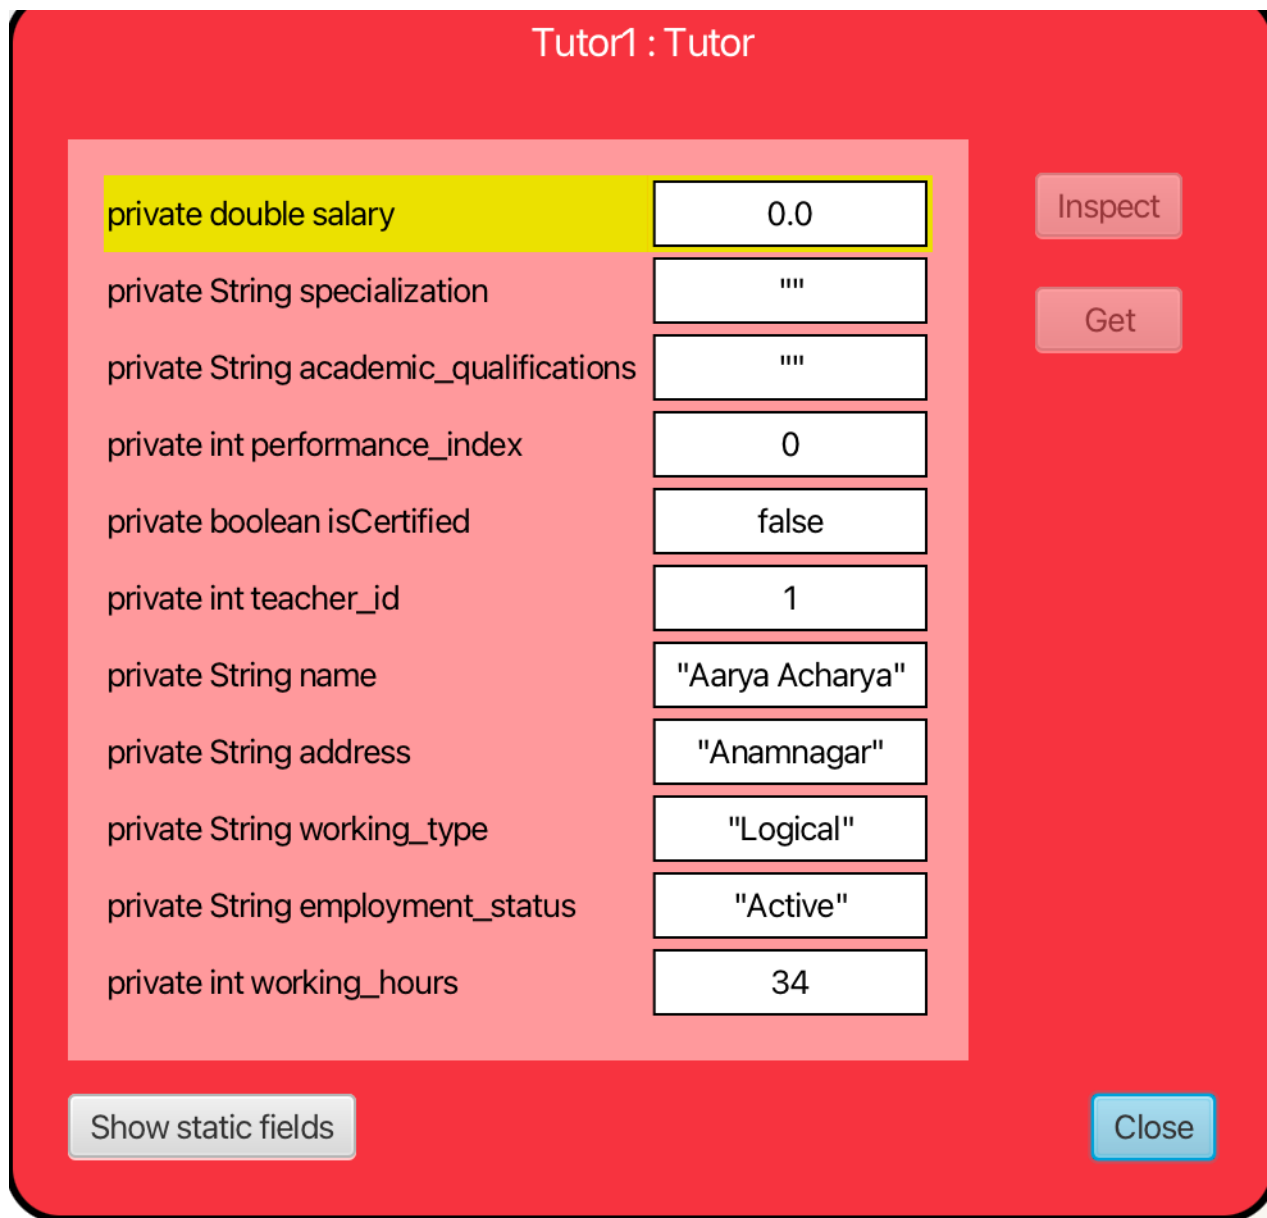 Tutor1 : Tutor
private double salary 0.0
Inspect
private String specialization ""
Get
private String academic_qualifications ""
private int performance_index 0
private boolean isCertified false
private int teacher_id 1
private String name "Aarya Acharya"
private String address "Anamnagar"
private String working_type "Logical"
private String employment_status "Active"
private int working_hours 34
Show static fields
Close